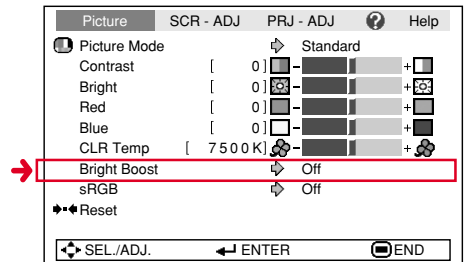 Picture SCR - ADJ PRJ - ADJ ? Help
Picture Mode Standard
Contrast [ 0 ] - +
Bright [ 0 ] - +
Red [ 0 ] - +
Blue [ 0 ] - +
CLR Temp [ 7500 K] - +
Bright Boost Off
sRGB Off
Reset
SEL./ADJ. ENTER END